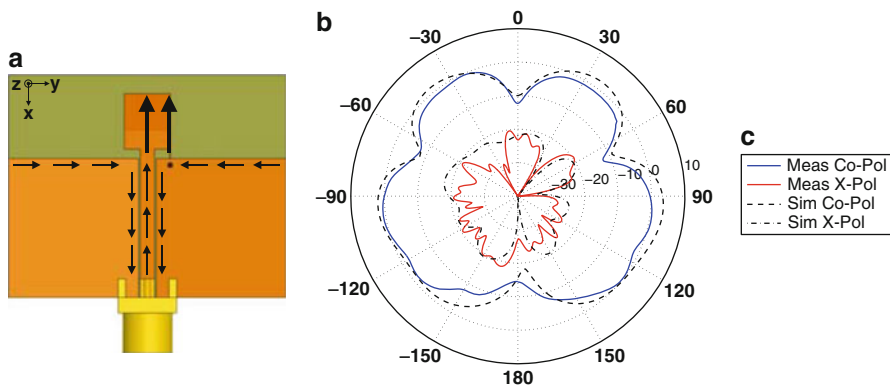 a
z
y
x
b
0
−30
30
−60
60
−90
90
−120
120
−150
150
180
−30
−20
−10
0
10
c
Meas Co-Pol
Meas X-Pol
Sim Co-Pol
Sim X-Pol